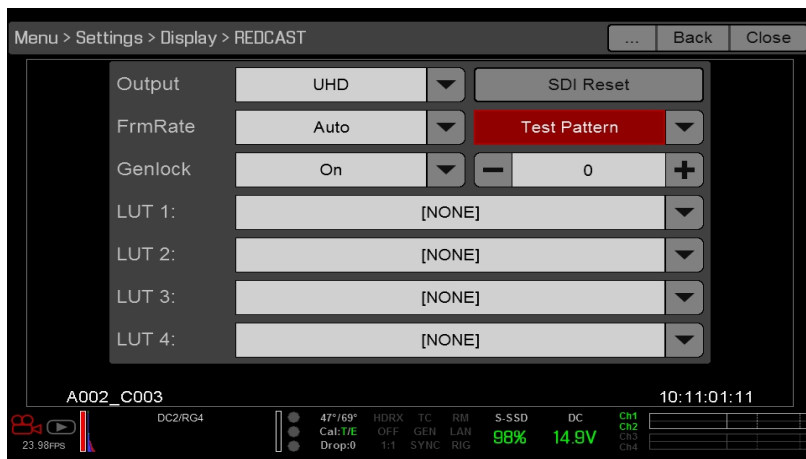 Menu > Settings > Display > REDCAST ... Back Close
Output UHD SDI Reset
FrmRate Auto Test Pattern
Genlock On 0
LUT 1: [NONE]
LUT 2: [NONE]
LUT 3: [NONE]
LUT 4: [NONE]
A002_C003 10:11:01:11
DC2/RG4 47°/69° HDRX TC RM S-SSD DC Ch1
Cal:T/E OFF GEN LAN 98% 14.9V Ch2
23.98FPS Drop:0 1:1 SYNC RIG Ch3
Ch4